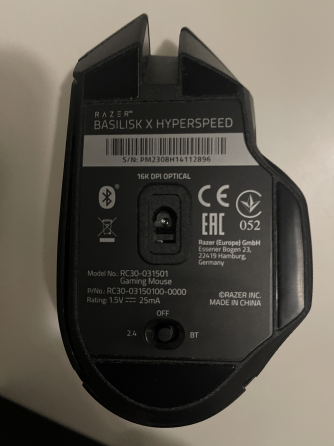 RAZER™
BASILISK X HYPERSPEED
S/N: PM2308H14112896
16K DPI OPTICAL
CE
EAC
052
Razer (Europe) GmbH
Essener Bogen 23,
22419 Hamburg,
Germany
Model No.: RC30-031501
Gaming Mouse
P/No.: RC30-03150100-0000
Rating: 1.5V ⎓ 25mA
©RAZER INC.
MADE IN CHINA
OFF
2.4
BT